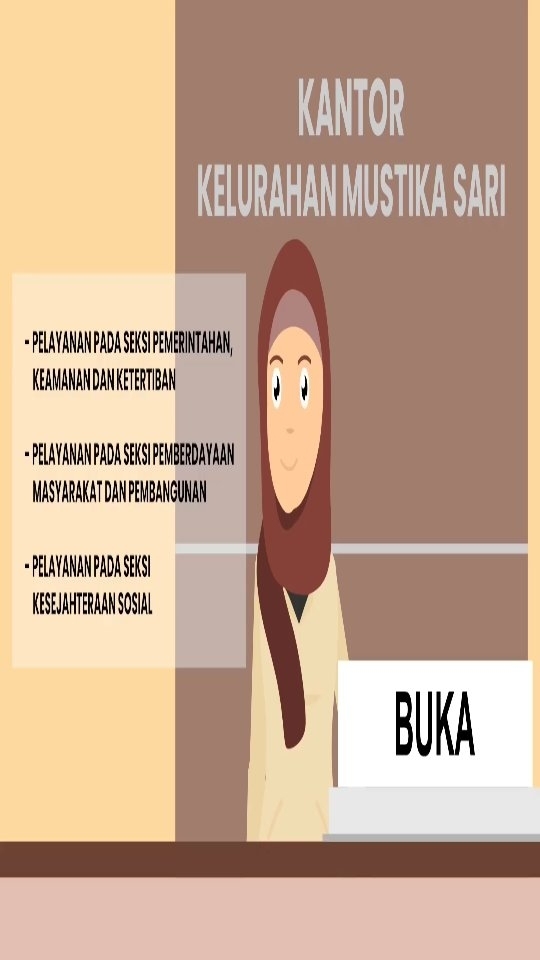 KANTOR
KELURAHAN MUSTIKA SARI
- PELAYANAN PADA SEKSI PEMERINTAHAN,
KEAMANAN DAN KETERTIBAN
- PELAYANAN PADA SEKSI PEMBERDAYAAN
MASYARAKAT DAN PEMBANGUNAN
- PELAYANAN PADA SEKSI
KESEJAHTERAAN SOSIAL
BUKA